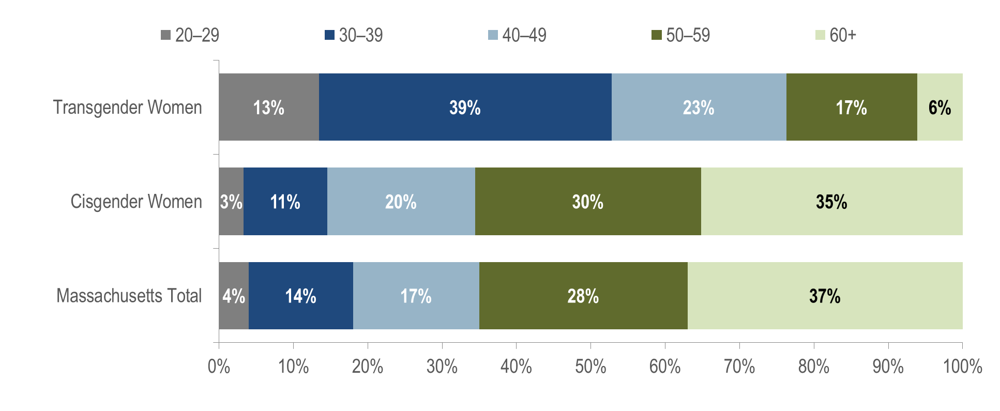 20–29 30–39 40–49 50–59 60+
Transgender Women 13% 39% 23% 17% 6%
Cisgender Women 3% 11% 20% 30% 35%
Massachusetts Total 4% 14% 17% 28% 37%
0% 10% 20% 30% 40% 50% 60% 70% 80% 90% 100%